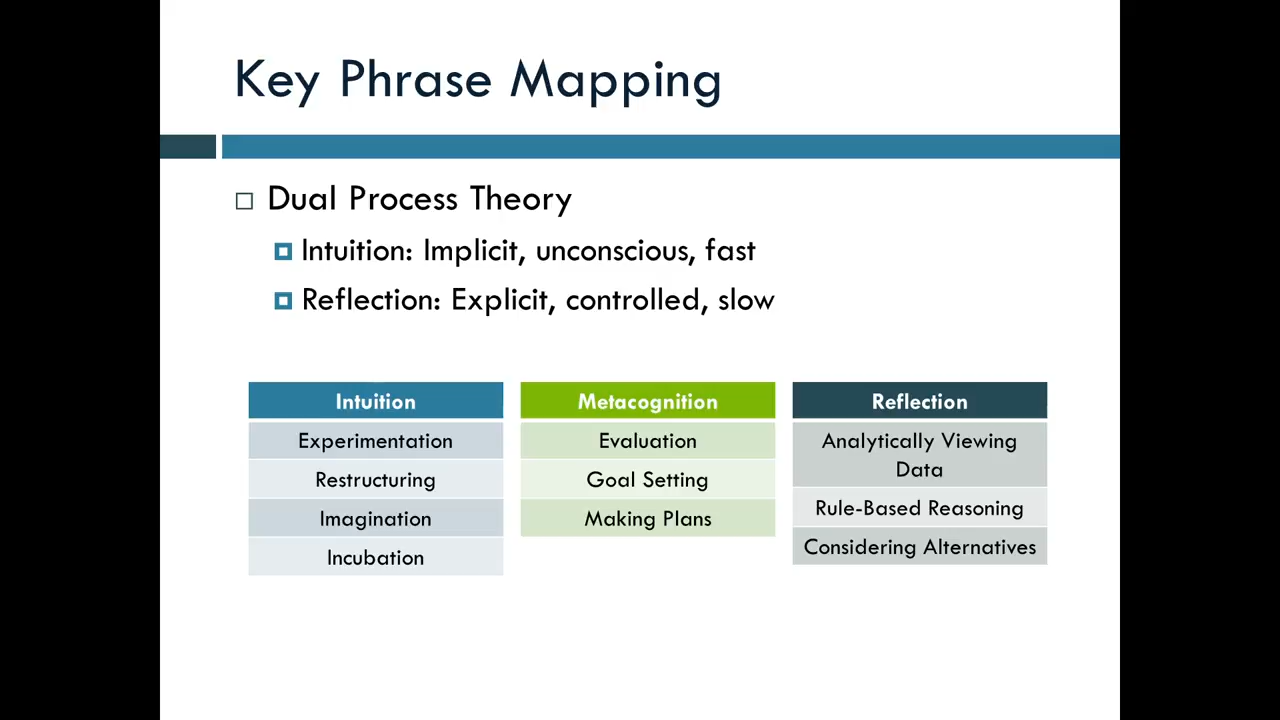 Key Phrase Mapping
Dual Process Theory
Intuition: Implicit, unconscious, fast
Reflection: Explicit, controlled, slow
Intuition
Experimentation
Restructuring
Imagination
Incubation
Metacognition
Evaluation
Goal Setting
Making Plans
Reflection
Analytically Viewing
Data
Rule-Based Reasoning
Considering Alternatives